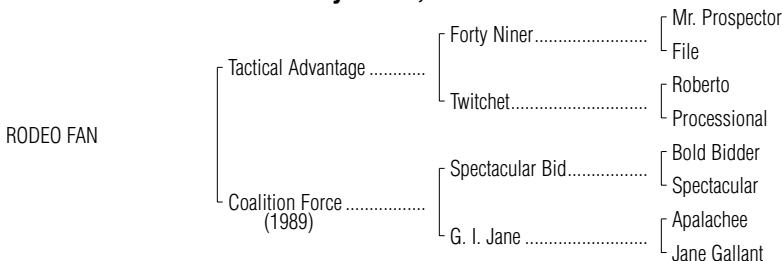 Mr. Prospector
Forty Niner
File
Tactical Advantage
Roberto
Twitchet
Processional
RODEO FAN
Bold Bidder
Spectacular Bid
Spectacular
Coalition Force
(1989)
Apalachee
G. I. Jane
Jane Gallant